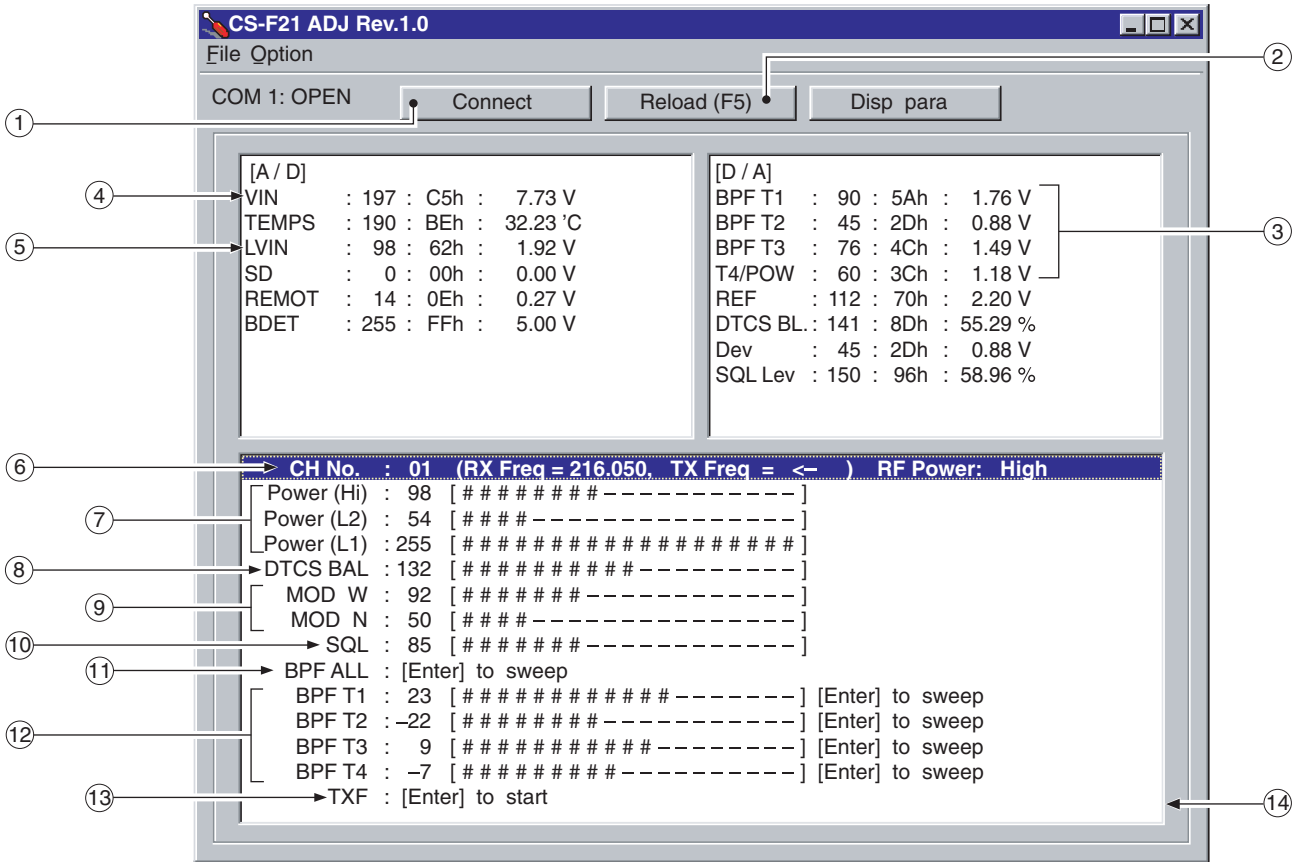 CS-F21 ADJ Rev.1.0
File Option
②
COM 1: OPEN Connect Reload (F5) Disp para
①
[A / D]
④ VIN : 197 : C5h : 7.73 V
TEMPS : 190 : BEh : 32.23 'C
⑤ LVIN : 98 : 62h : 1.92 V
SD : 0 : 00h : 0.00 V
REMOT : 14 : 0Eh : 0.27 V
BDET : 255 : FFh : 5.00 V
[D / A]
BPF T1 : 90 : 5Ah : 1.76 V
BPF T2 : 45 : 2Dh : 0.88 V
③
BPF T3 : 76 : 4Ch : 1.49 V
T4/POW : 60 : 3Ch : 1.18 V
REF : 112 : 70h : 2.20 V
DTCS BL. : 141 : 8Dh : 55.29 %
Dev : 45 : 2Dh : 0.88 V
SQL Lev : 150 : 96h : 58.96 %
⑥ CH No. : 01 (RX Freq = 216.050, TX Freq = <– ) RF Power: High
Power (Hi) : 98 [ # # # # # # # # – – – – – – – – – – – ]
⑦ Power (L2) : 54 [ # # # # – – – – – – – – – – – – – – – ]
Power (L1) : 255 [ # # # # # # # # # # # # # # # # # # # ]
⑧ DTCS BAL : 132 [ # # # # # # # # # # – – – – – – – – – ]
MOD W : 92 [ # # # # # # # – – – – – – – – – – – – ]
⑨
MOD N : 50 [ # # # # – – – – – – – – – – – – – – – ]
⑩ SQL : 85 [ # # # # # # # – – – – – – – – – – – – ]
⑪ BPF ALL : [Enter] to sweep
BPF T1 : 23 [ # # # # # # # # # # # # – – – – – – – ] [Enter] to sweep
⑫ BPF T2 : –22 [ # # # # # # # # – – – – – – – – – – – ] [Enter] to sweep
BPF T3 : 9 [ # # # # # # # # # # # – – – – – – – – ] [Enter] to sweep
BPF T4 : –7 [ # # # # # # # # # – – – – – – – – – – ] [Enter] to sweep
⑬ TXF : [Enter] to start
⑭